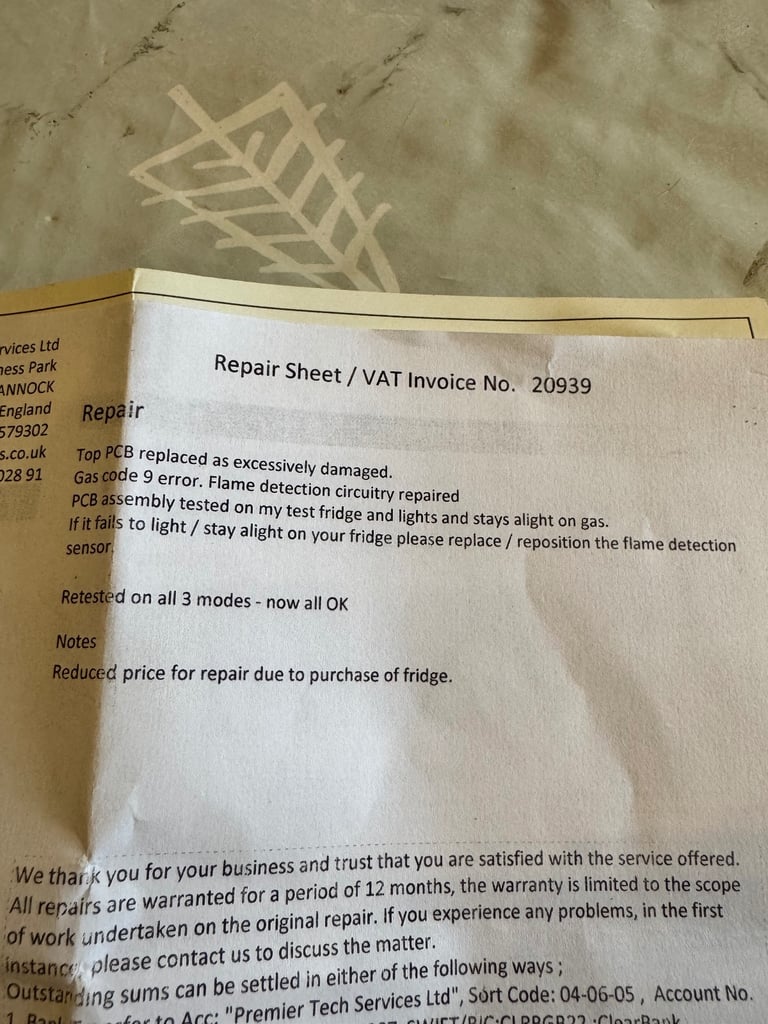 Repair Sheet / VAT Invoice No. 20939
rvices Ltd
ness Park
ANNOCK
England
579302
s.co.uk
028 91
Repair
Top PCB replaced as excessively damaged.
Gas code 9 error. Flame detection circuitry repaired
PCB assembly tested on my test fridge and lights and stays alight on gas.
If it fails to light / stay alight on your fridge please replace / reposition the flame detection
sensor.
Retested on all 3 modes - now all OK
Notes
Reduced price for repair due to purchase of fridge.
We thank you for your business and trust that you are satisfied with the service offered.
All repairs are warranted for a period of 12 months, the warranty is limited to the scope
of work undertaken on the original repair. If you experience any problems, in the first
instance, please contact us to discuss the matter.
Outstanding sums can be settled in either of the following ways ;
to Acc: "Premier Tech Services Ltd", Sort Code: 04-06-05 , Account No.